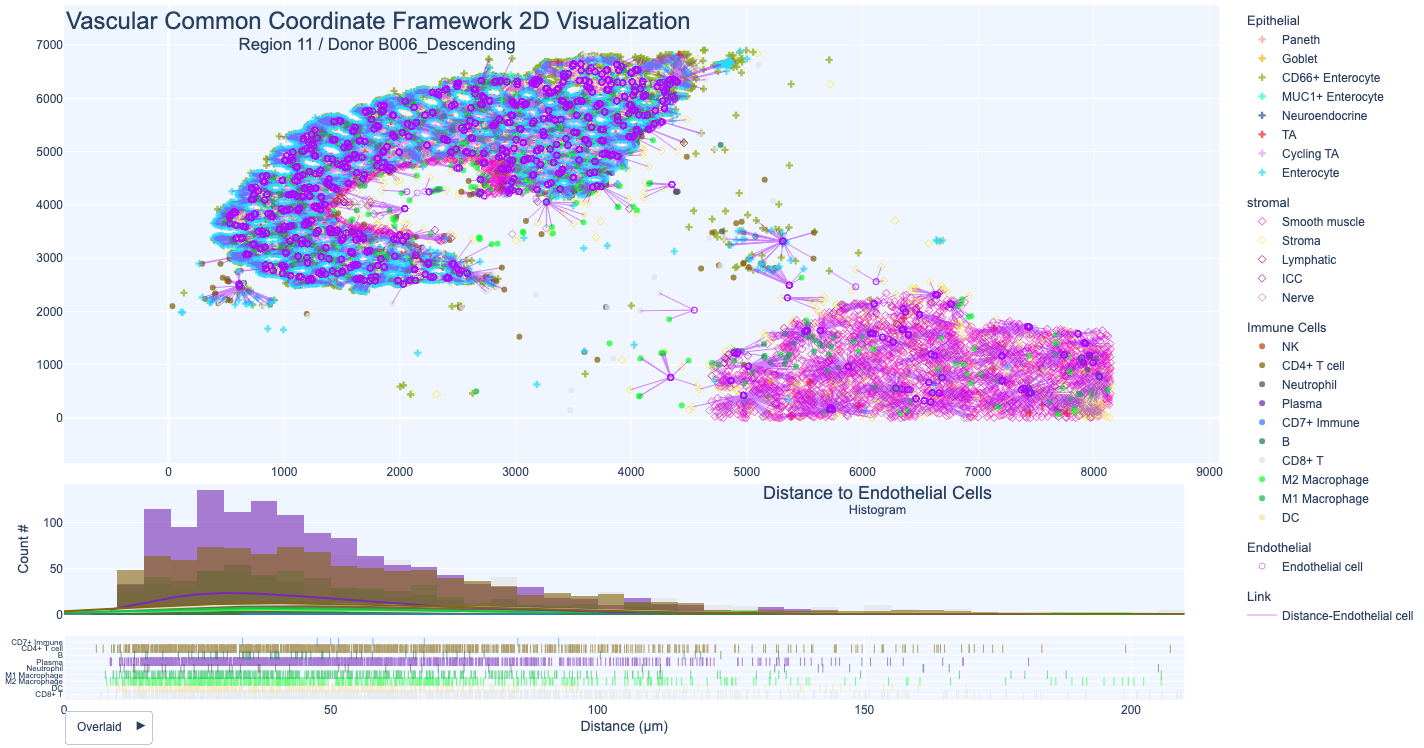 Vascular Common Coordinate Framework 2D Visualization
Region 11 / Donor B006_Descending
7000
6000
5000
4000
3000
2000
1000
0
0 1000 2000 3000 4000 5000 6000 7000 8000 9000
Epithelial
Paneth
Goblet
CD66+ Enterocyte
MUC1+ Enterocyte
Neuroendocrine
TA
Cycling TA
Enterocyte
stromal
Smooth muscle
Stroma
Lymphatic
ICC
Nerve
Immune Cells
NK
CD4+ T cell
Neutrophil
Plasma
CD7+ Immune
B
CD8+ T
M2 Macrophage
M1 Macrophage
DC
Endothelial
Endothelial cell
Link
Distance-Endothelial cell
Distance to Endothelial Cells
Histogram
Count #
100
50
0
CD7+ Immune
CD4+ T cell
B
Plasma
Neutrophil
M1 Macrophage
M2 Macrophage
DC
CD8+ T
0 50 100 150 200
Distance (μm)
Overlaid